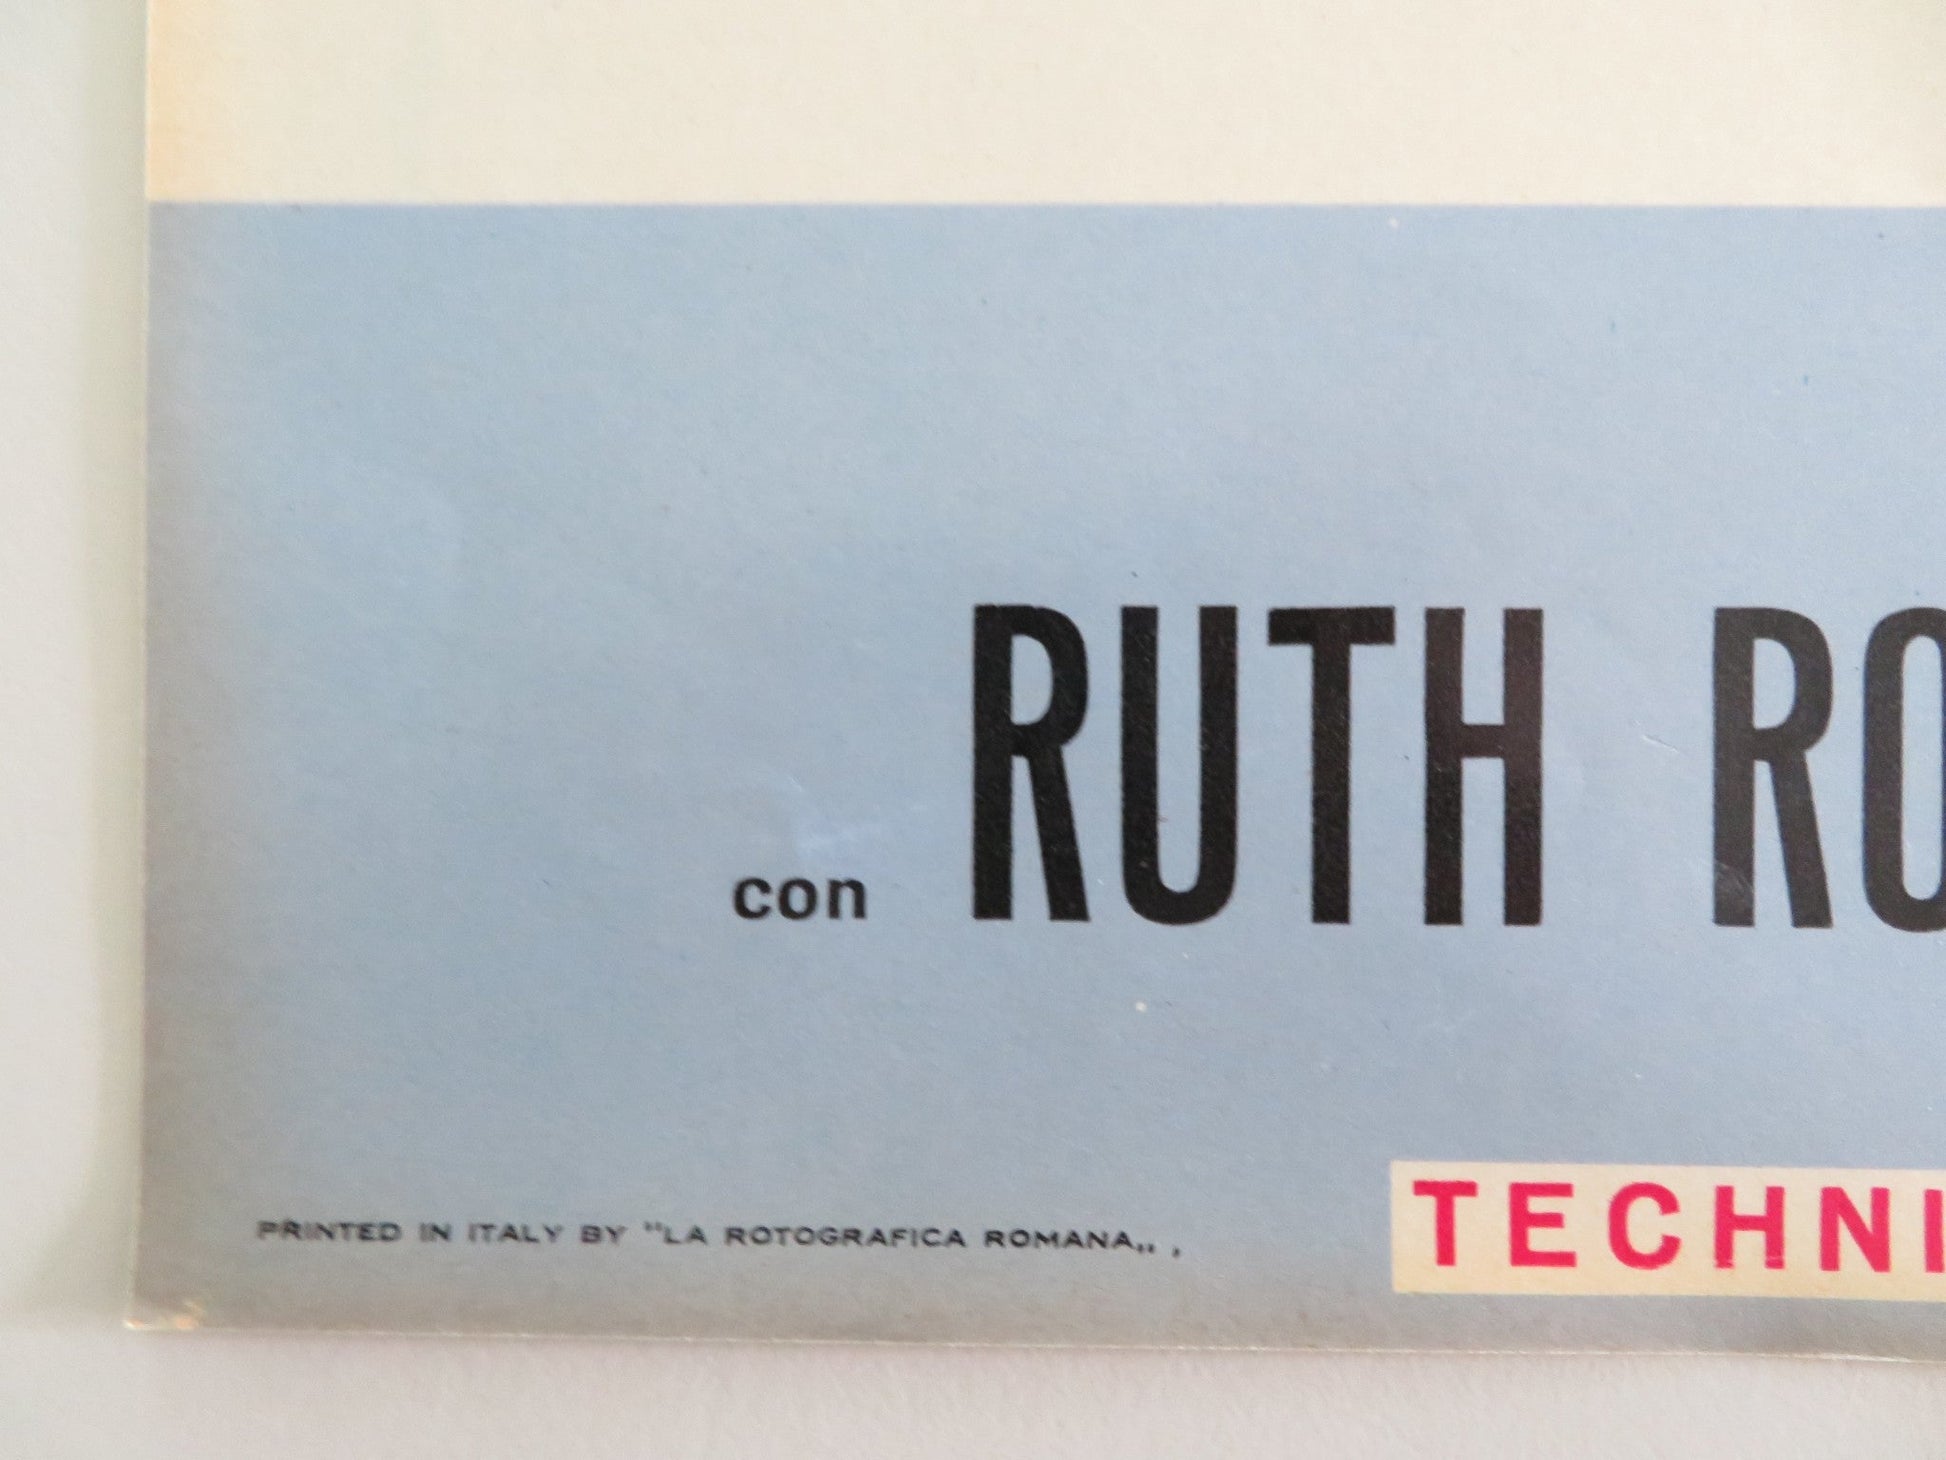 con RUTH RO
TECHNI
PRINTED IN ITALY BY "LA ROTOGRAFICA ROMANA,, ,